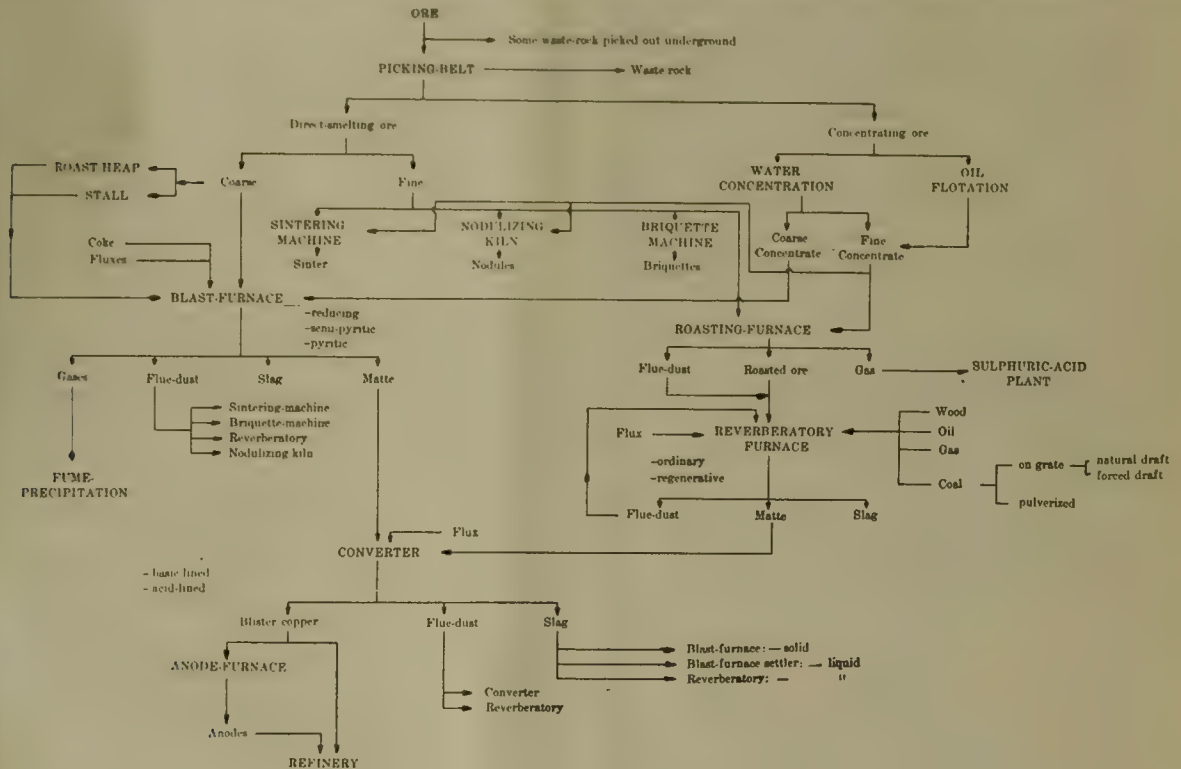 ORE
Some waste-rock picked out underground
PICKING-BELT
Waste rock
Direct-smelting ore
Concentrating ore
ROAST HEAP
STALL
Coarse
Fine
WATER
CONCENTRATION
OIL
FLOTATION
SINTERING
MACHINE
NODULIZING
KILN
BRIQUETTE
MACHINE
Coarse
Concentrate
Fine
Concentrate
Coke
Fluxes
Sinter
Nodules
Briquettes
BLAST-FURNACE
-reducing
-semi-pyritic
-pyritic
ROASTING-FURNACE
Gases
Flue-dust
Slag
Matte
Flue-dust
Roasted ore
Gas
SULPHURIC-ACID
PLANT
Sintering-machine
Briquette-machine
Reverberatory
Nodulizing kiln
FUME-
PRECIPITATION
Flux
REVERBERATORY
FURNACE
-ordinary
-regenerative
Wood
Oil
Gas
Coal
on grate
natural draft
forced draft
pulverized
Flue-dust
Matte
Slag
Flux
CONVERTER
- basic lined
- acid-lined
Blister copper
Flue-dust
Slag
ANODE-FURNACE
Blast-furnace: — solid
Blast-furnace settler: — liquid
Reverberatory: — "
Converter
Reverberatory
Anodes
REFINERY